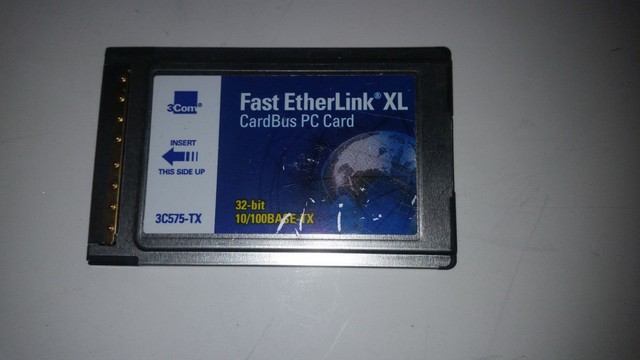 3Com®
INSERT
THIS SIDE UP
3C575-TX
Fast EtherLink® XL
CardBus PC Card
32-bit
10/100BASE-TX